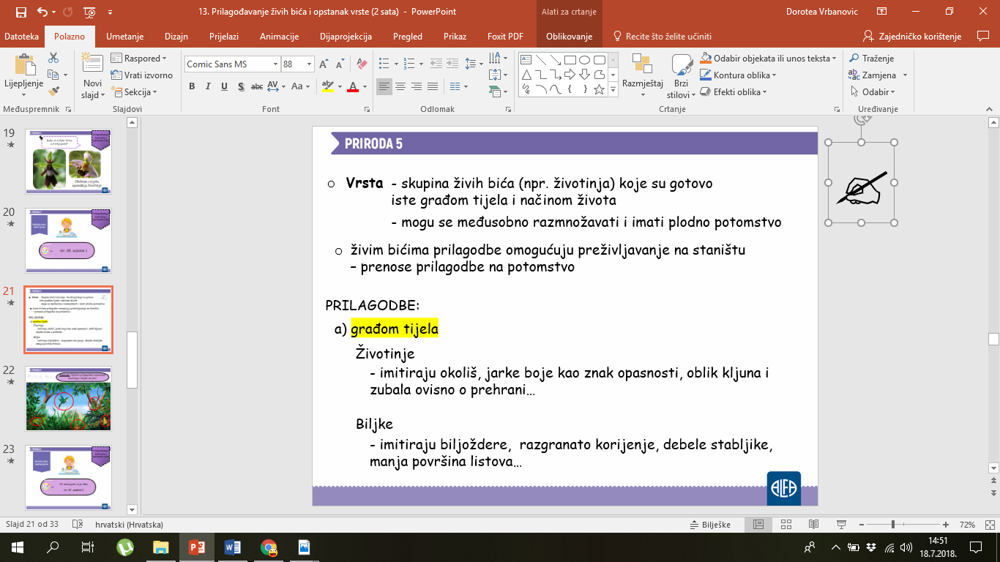 13. Prilagođavanje živih bića i opstanak vrste (2 sata) - PowerPoint
Alati za crtanje
Dorotea Vrbanovic
Datoteka Polazno Umetanje Dizajn Prijelazi Animacije Dijaprojekcija Pregled Prikaz Foxit PDF Oblikovanje Recite što želite učiniti Zajedničko korištenje
Lijepljenje
Novi slajd
Raspored
Vrati izvorno
Sekcija
Comic Sans MS 88
B I U S abc AV Aa
Razmještaj
Brzi stilovi
Odabir objekata ili unos teksta
Kontura oblika
Efekti oblika
Traženje
Zamjena
Odabir
Međuspremnik Slajdovi Font Odlomak Crtanje Uređivanje
19
20
21
22
23
PRIRODA 5
Vrsta - skupina živih bića (npr. životinja) koje su gotovo
iste građom tijela i načinom života
- mogu se međusobno razmnožavati i imati plodno potomstvo
živim bićima prilagodbe omogućuju preživljavanje na staništu
– prenose prilagodbe na potomstvo
PRILAGODBE:
a) građom tijela
Životinje
- imitiraju okoliš, jarke boje kao znak opasnosti, oblik kljuna i
zubala ovisno o prehrani…
Biljke
- imitiraju biljoždere, razgranato korijenje, debele stabljike,
manja površina listova…
ALFA
Slajd 21 od 33 hrvatski (Hrvatska) Bilješke 72%
14:51
18.7.2018.